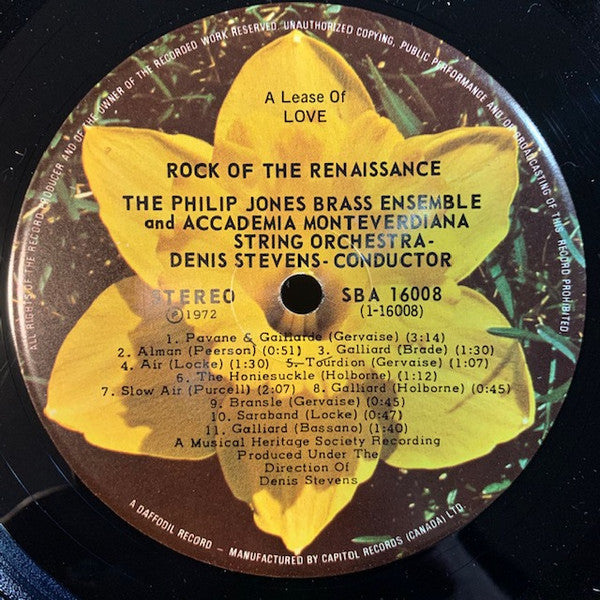 ALL RIGHTS OF THE RECORD PRODUCER AND OF THE OWNER OF THE RECORDED WORK RESERVED. UNAUTHORIZED COPYING, PUBLIC PERFORMANCE AND/OR BROADCASTING OF THIS RECORD PROHIBITED
A Lease Of
LOVE
ROCK OF THE RENAISSANCE
THE PHILIP JONES BRASS ENSEMBLE
and ACCADEMIA MONTEVERDIANA
STRING ORCHESTRA-
DENIS STEVENS-CONDUCTOR
STEREO SBA 16008
℗1972 (1-16008)
1. Pavane & Gailliarde (Gervaise) (3:14)
2. Alman (Peerson) (0:51) 3. Galliard (Brade) (1:30)
4. Air (Locke) (1:30) 5. Tourdion (Gervaise) (1:07)
6. The Honiesuckle (Holborne) (1:12)
7. Slow Air (Purcell) (2:07) 8. Galliard (Holborne) (0:45)
9. Bransle (Gervaise) (0:45)
10. Saraband (Locke) (0:47)
11. Galliard (Bassano) (1:40)
A Musical Heritage Society Recording
Produced Under The
Direction Of
Denis Stevens
A DAFFODIL RECORD - MANUFACTURED BY CAPITOL RECORDS (CANADA) LTD.